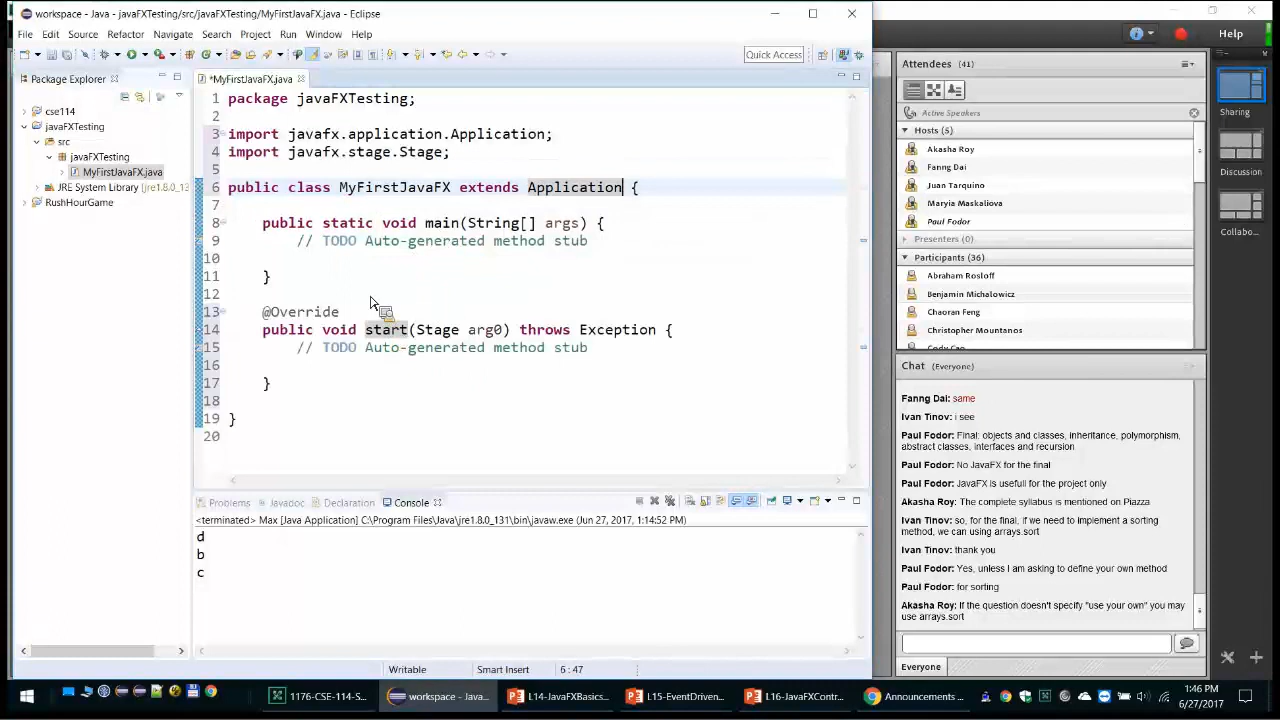 Java - javaFXTesting/src/javaFXTesting/MyFirstJavaFX.java - Eclipse
File Edit Source Refactor Navigate Search Project Run Window Help
Quick Access
Package Explorer
cse114
javaFXTesting
src
javaFXTesting
MyFirstJavaFX.java
JRE System Library [jre1.8.0_13
RushHourGame
*MyFirstJavaFX.java
1 package javaFXTesting;
2
3 import javafx.application.Application;
4 import javafx.stage.Stage;
5
6 public class MyFirstJavaFX extends Application {
7
8 public static void main(String[] args) {
9 // TODO Auto-generated method stub
10
11 }
12
13 @Override
14 public void start(Stage arg0) throws Exception {
15 // TODO Auto-generated method stub
16
17 }
18
19 }
20
Problems Javadoc Declaration Console
<terminated> Max [Java Application] C:\Program Files\Java\jre1.8.0_131\bin\javaw.exe (Jun 27, 2017, 1:14:52 PM)
d
b
c
Writable Smart Insert 6 : 47
Help
Attendees (41)
Active Speakers
Hosts (5)
Akasha Roy
Fanng Dai
Juan Tarquino
Maryia Maskaliova
Paul Fodor
Presenters (0)
Participants (36)
Abraham Rosloff
Benjamin Michalowicz
Chaoran Feng
Christopher Mountanos
Cody Cao
Chat (Everyone)
Fanng Dai: same
Ivan Tinov: i see
Paul Fodor: Final: objects and classes, inheritance, polymorphism,
abstract classes, interfaces and recursion
Paul Fodor: No JavaFX for the final
Paul Fodor: JavaFX is usefull for the project only
Akasha Roy: The complete syllabus is mentioned on Piazza
Ivan Tinov: so, for the final, if we need to implement a sorting
method, we can using arrays.sort
Ivan Tinov: thank you
Paul Fodor: Yes, unless I am asking to define your own method
Paul Fodor: for sorting
Akasha Roy: If the question doesn't specify "use your own" you may
use arrays.sort
Everyone
Sharing
Discussion
Collabo...
1176-CSE-114-S...
workspace - Java...
L14-JavaFXBasics...
L15-EventDriven...
L16-JavaFXContr...
Announcements ...
1:46 PM
6/27/2017